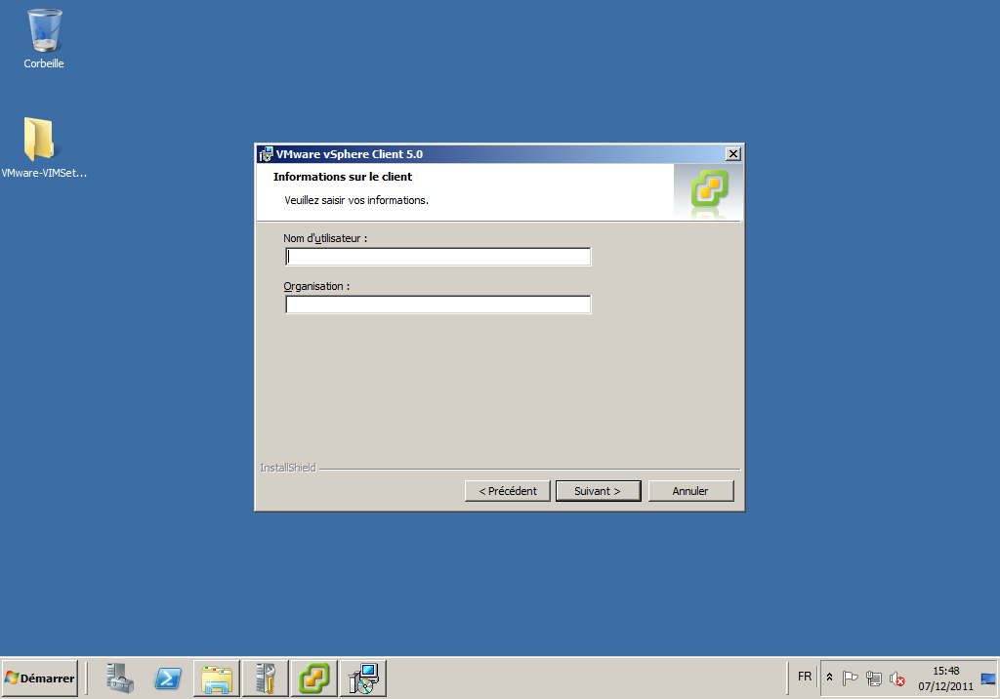 Corbeille
VMware-VIMSet...
VMware vSphere Client 5.0
Informations sur le client
Veuillez saisir vos informations.
Nom d'utilisateur :
Organisation :
InstallShield
< Précédent
Suivant >
Annuler
Démarrer
FR
15:48
07/12/2011